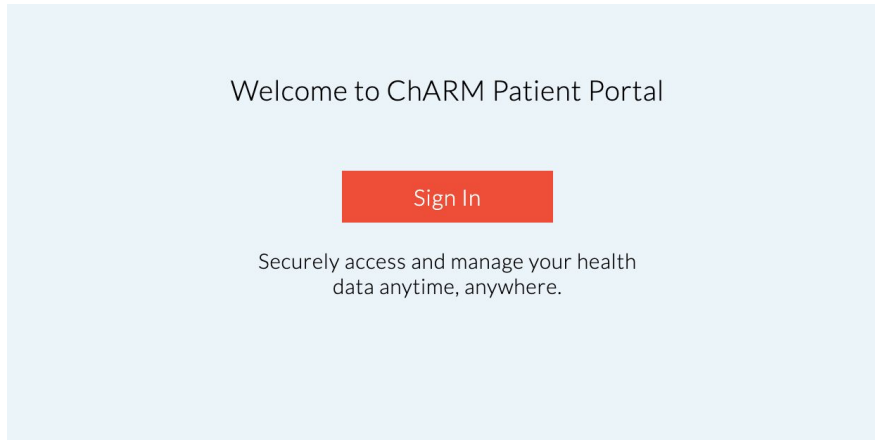 Welcome to ChARM Patient Portal
Sign In
Securely access and manage your health
data anytime, anywhere.